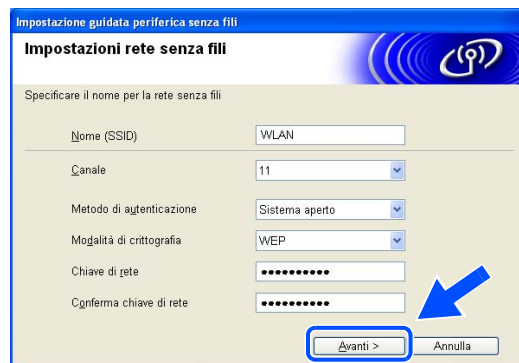 Impostazione guidata periferica senza fili
Impostazioni rete senza fili
Specificare il nome per la rete senza fili
Nome (SSID) WLAN
Canale 11
Metodo di autenticazione Sistema aperto
Modalità di crittografia WEP
Chiave di rete ••••••••••
Conferma chiave di rete ••••••••••
Avanti > Annulla